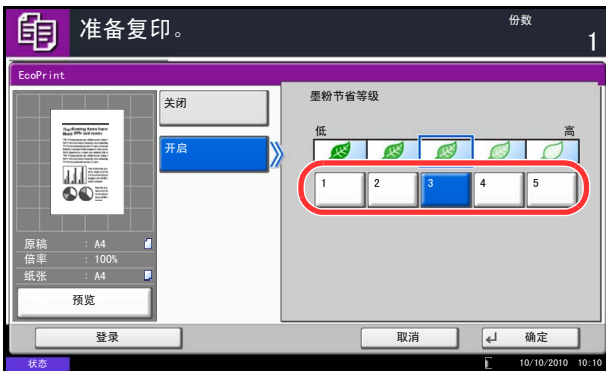 准备复印。
份数
1
EcoPrint
关闭
开启
墨粉节省等级
低
高
1
2
3
4
5
原稿 : A4
倍率 : 100%
纸张 : A4
预览
登录
取消
确定
状态
10/10/2010 10:10